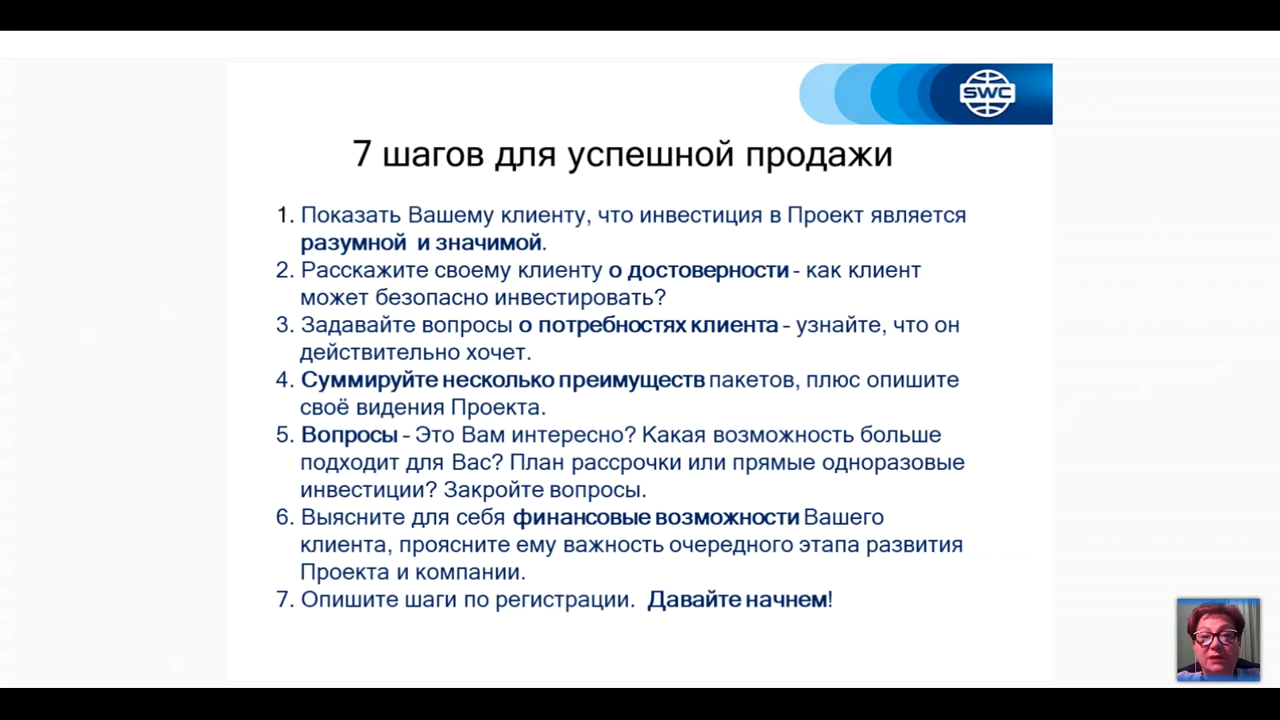 SWC
7 шагов для успешной продажи
1. Показать Вашему клиенту, что инвестиция в Проект является
разумной и значимой.
2. Расскажите своему клиенту о достоверности - как клиент
может безопасно инвестировать?
3. Задавайте вопросы о потребностях клиента - узнайте, что он
действительно хочет.
4. Суммируйте несколько преимуществ пакетов, плюс опишите
своё видения Проекта.
5. Вопросы - Это Вам интересно? Какая возможность больше
подходит для Вас? План рассрочки или прямые одноразовые
инвестиции? Закройте вопросы.
6. Выясните для себя финансовые возможности Вашего
клиента, проясните ему важность очередного этапа развития
Проекта и компании.
7. Опишите шаги по регистрации. Давайте начнем!